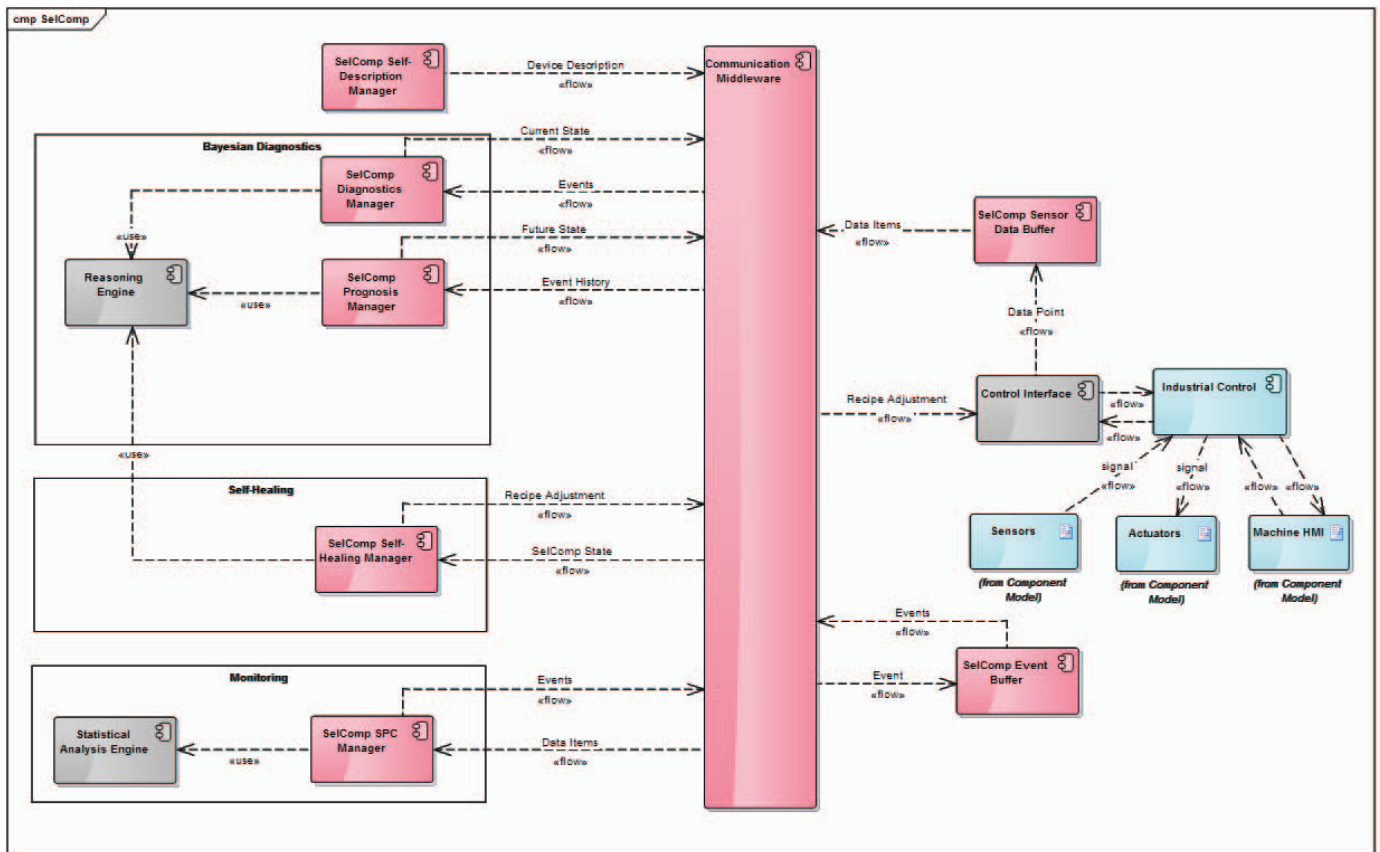 cmp SelComp
SelComp Self-
Description
Manager
Device Description
«flow»
Communication
Middleware
Bayesian Diagnostics
Current State
«flow»
SelComp
Diagnostics
Manager
Events
«flow»
«use»
Future State
«flow»
Reasoning
Engine
SelComp
Prognosis
Manager
«use»
Event History
«flow»
SelComp Sensor
Data Buffer
Data Items
«flow»
Data Point
«flow»
Recipe Adjustment
«flow»
Control Interface
Industrial Control
«flow»
«flow»
signal
«flow»
signal
«flow»
«flow»
«flow»
Sensors
Actuators
Machine HMI
(from Component
Model)
(from Component
Model)
(from Component
Model)
«use»
Self-Healing
Recipe Adjustment
«flow»
SelComp Self-
Healing Manager
SelComp State
«flow»
Events
«flow»
SelComp Event
Buffer
Event
«flow»
Monitoring
Events
«flow»
Statistical
Analysis Engine
SelComp SPC
Manager
«use»
Data Items
«flow»